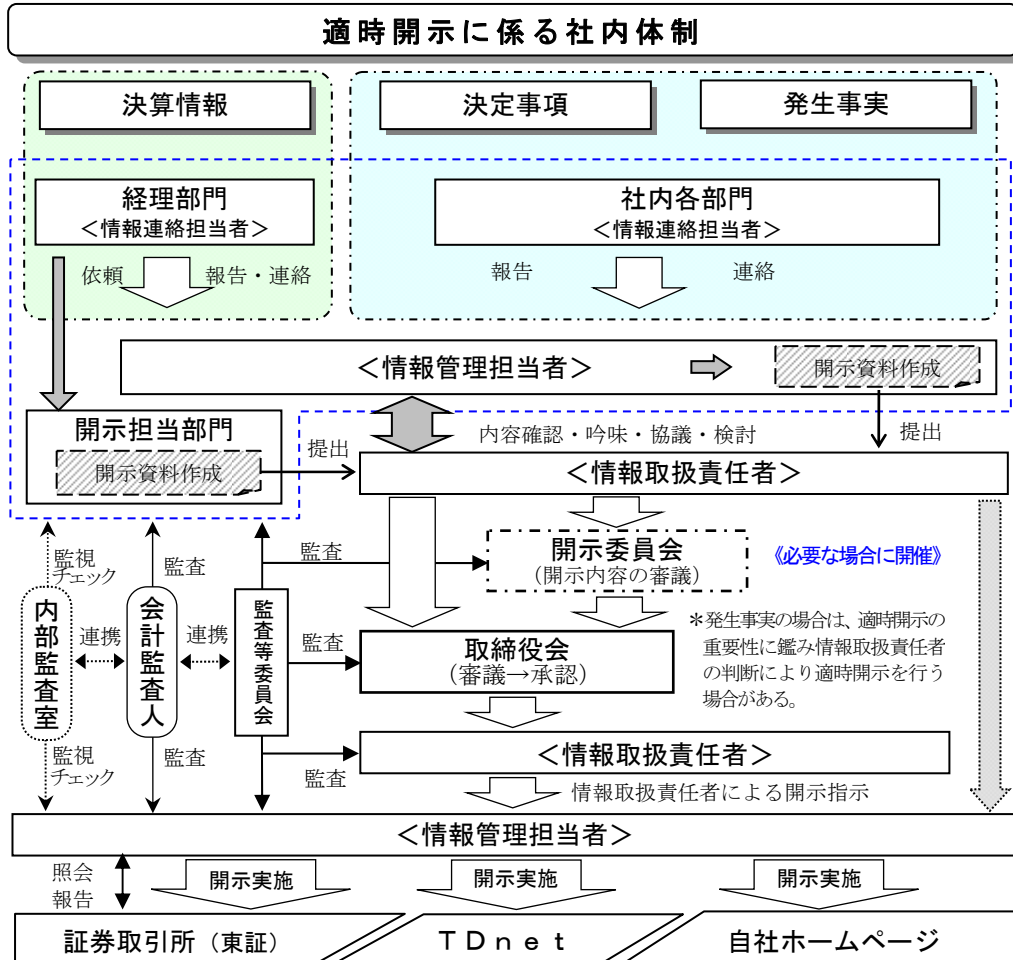 適時開示に係る社内体制
決算情報
決定事項
発生事実
経理部門
＜情報連絡担当者＞
社内各部門
＜情報連絡担当者＞
依頼
報告・連絡
報告
連絡
＜情報管理担当者＞
開示資料作成
開示担当部門
開示資料作成
提出
内容確認・吟味・協議・検討
提出
＜情報取扱責任者＞
監視
チェック
監査
監査
開示委員会
（開示内容の審議）
《必要な場合に開催》
内部監査室
連携
会計監査人
連携
監査等委員会
監査
取締役会
（審議→承認）
＊発生事実の場合は、適時開示の
重要性に鑑み情報取扱責任者
の判断により適時開示を行う
場合がある。
監視
チェック
監査
監査
＜情報取扱責任者＞
情報取扱責任者による開示指示
＜情報管理担当者＞
照会
報告
開示実施
開示実施
開示実施
証券取引所（東証）
ＴＤｎｅｔ
自社ホームページ